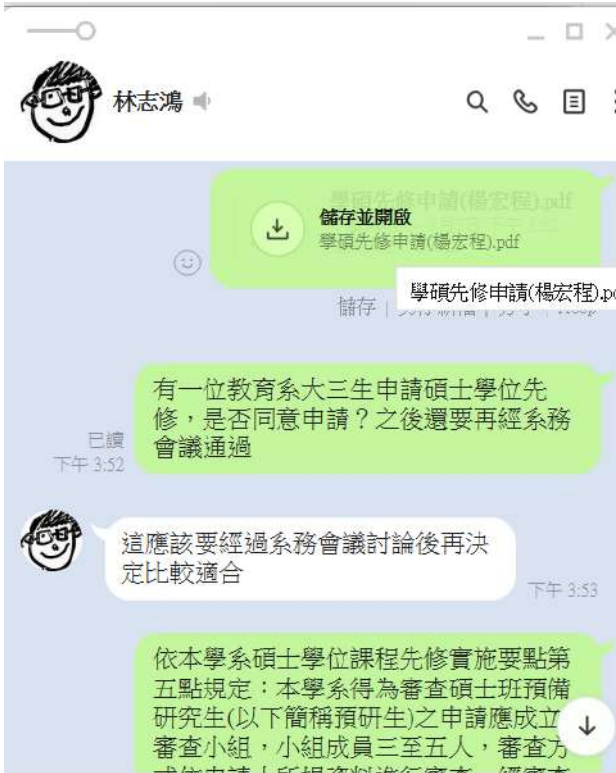 林志鴻
儲存並開啟
學碩先修申請(楊宏程).pdf
學碩先修申請(楊宏程).p
儲存 |
有一位教育系大三生申請碩士學位先
修，是否同意申請？之後還要再經系務
會議通過
已讀
下午 3:52
這應該要經過系務會議討論後再決
定比較適合
下午 3:53
依本學系碩士學位課程先修實施要點第
五點規定：本學系得為審查碩士班預備
研究生(以下簡稱預研生)之申請應成立
審查小組，小組成員三至五人，審查方